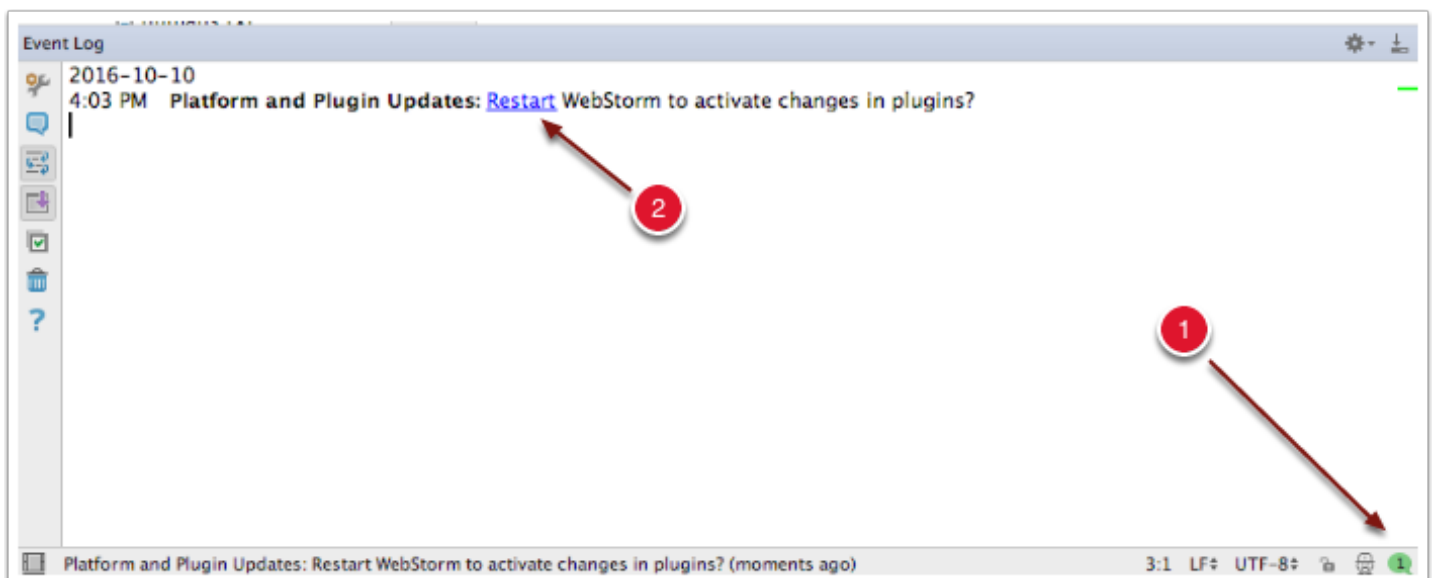 Event Log
2016-10-10
4:03 PM Platform and Plugin Updates: Restart WebStorm to activate changes in plugins?
2
1
?
Platform and Plugin Updates: Restart WebStorm to activate changes in plugins? (moments ago) 3:1 LF UTF-8 1